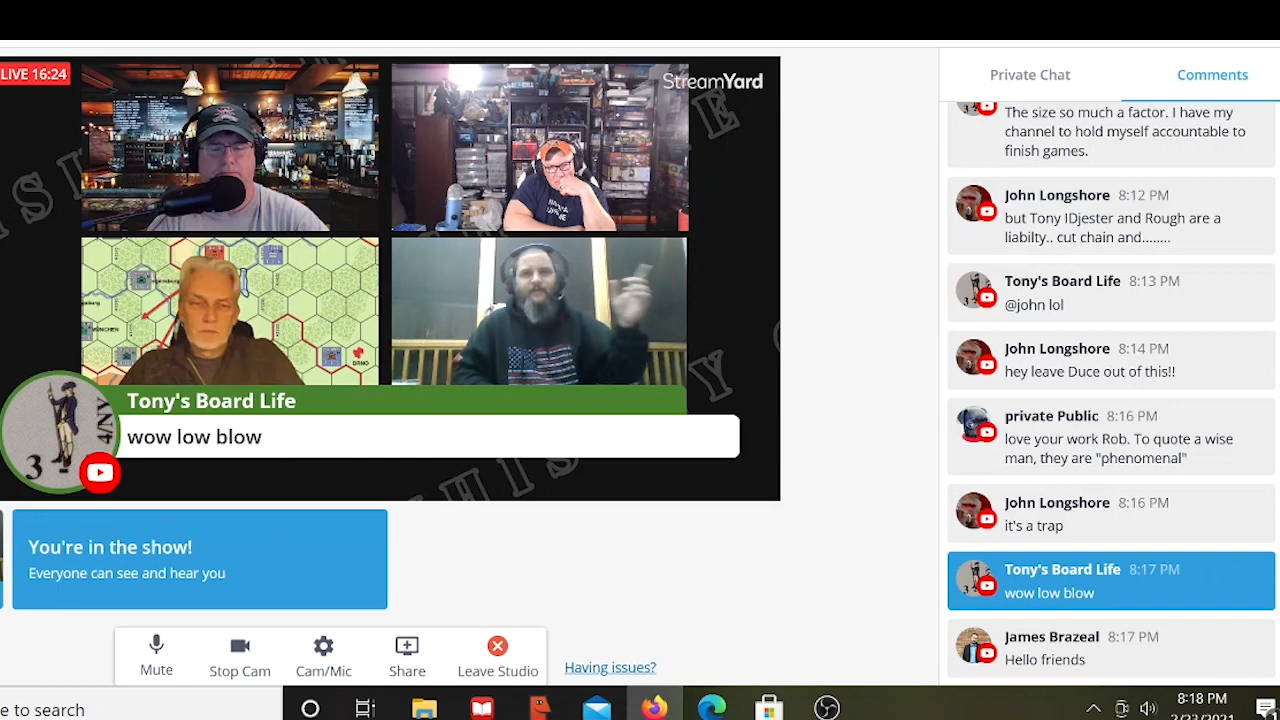 LIVE 16:24
StreamYard
MÜNCHEN
BRNO
4/NY
3
Tony's Board Life
wow low blow
You're in the show!
Everyone can see and hear you
Mute
Stop Cam
Cam/Mic
Share
Leave Studio
Having issues?
Private Chat
Comments
The size so much a factor. I have my
channel to hold myself accountable to
finish games.
John Longshore 8:12 PM
but Tony IDjester and Rough are a
liabilty.. cut chain and........
Tony's Board Life 8:13 PM
@john lol
John Longshore 8:14 PM
hey leave Duce out of this!!
private Public 8:16 PM
love your work Rob. To quote a wise
man, they are "phenomenal"
John Longshore 8:16 PM
it's a trap
Tony's Board Life 8:17 PM
wow low blow
James Brazeal 8:17 PM
Hello friends
e to search
8:18 PM